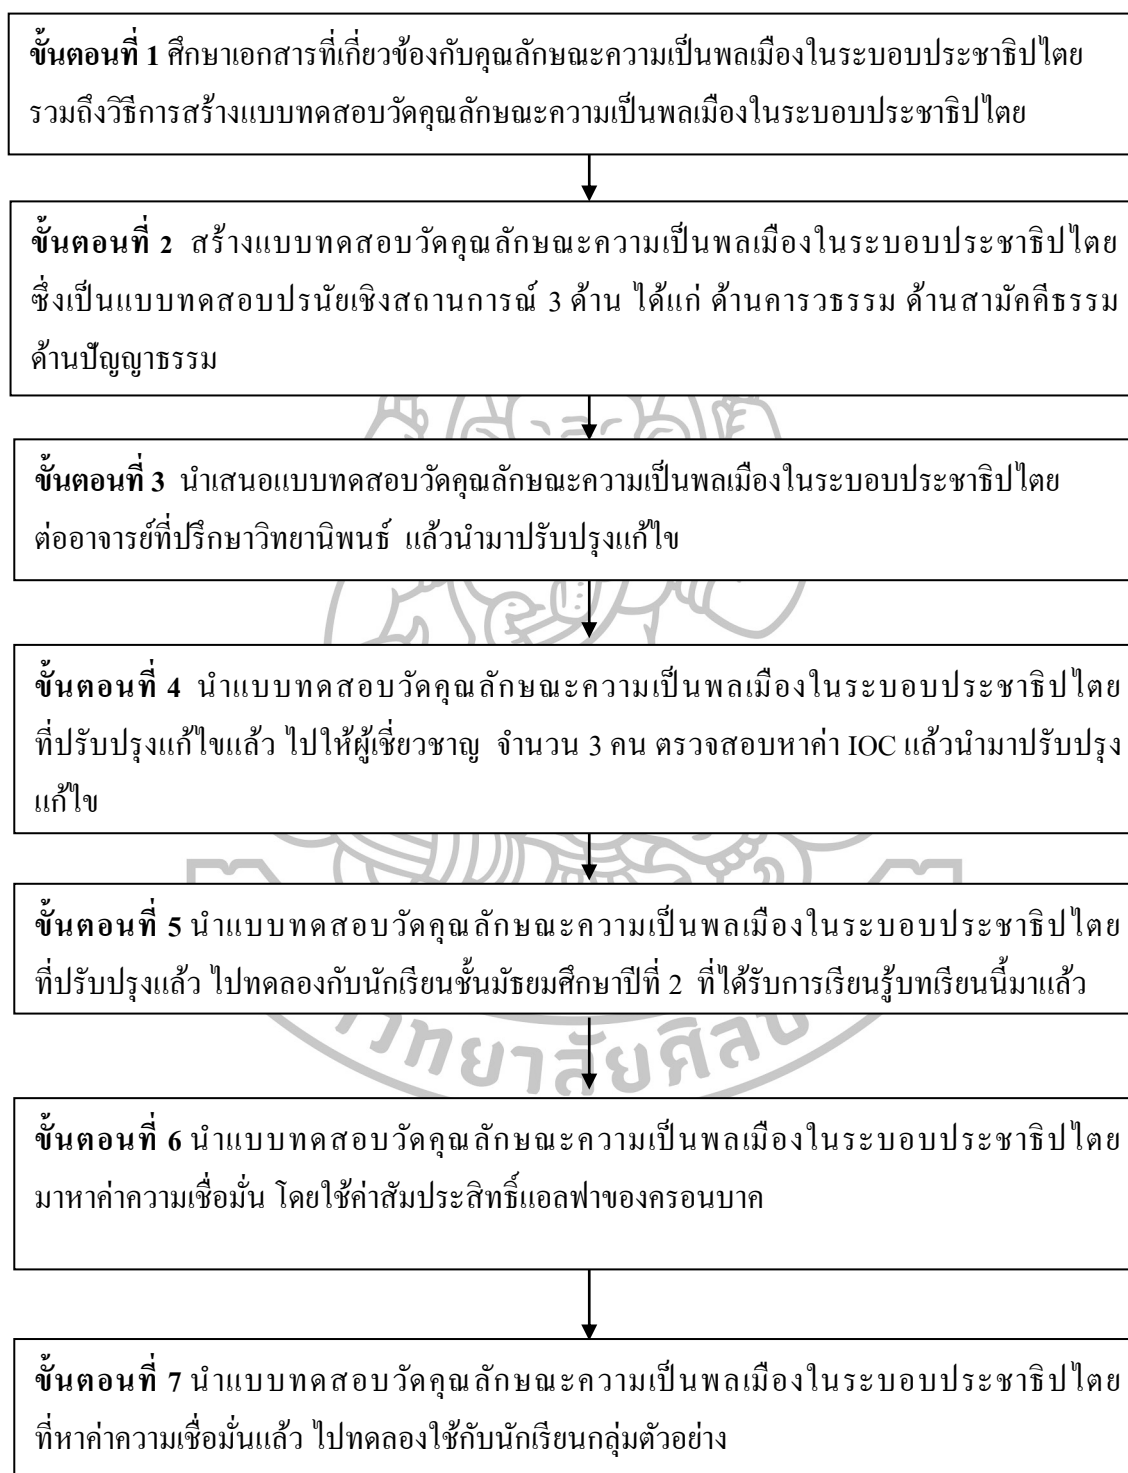 ขั้นตอนที่ 1 ศึกษาเอกสารที่เกี่ยวข้องกับคุณลักษณะความเป็นพลเมืองในระบอบประชาธิปไตย
รวมถึงวิธีการสร้างแบบทดสอบวัดคุณลักษณะความเป็นพลเมืองในระบอบประชาธิปไตย
ขั้นตอนที่ 2 สร้างแบบทดสอบวัดคุณลักษณะความเป็นพลเมืองในระบอบประชาธิปไตย
ซึ่งเป็นแบบทดสอบปรนัยเชิงสถานการณ์ 3 ด้าน ได้แก่ ด้านคารวธรรม ด้านสามัคคีธรรม
ด้านปัญญาธรรม
ขั้นตอนที่ 3 นำเสนอแบบทดสอบวัดคุณลักษณะความเป็นพลเมืองในระบอบประชาธิปไตย
ต่ออาจารย์ที่ปรึกษาวิทยานิพนธ์ แล้วนำมาปรับปรุงแก้ไข
ขั้นตอนที่ 4 นำแบบทดสอบวัดคุณลักษณะความเป็นพลเมืองในระบอบประชาธิปไตย
ที่ปรับปรุงแก้ไขแล้ว ไปให้ผู้เชี่ยวชาญ จำนวน 3 คน ตรวจสอบหาค่า IOC แล้วนำมาปรับปรุง
แก้ไข
ขั้นตอนที่ 5 นำแบบทดสอบวัดคุณลักษณะความเป็นพลเมืองในระบอบประชาธิปไตย
ที่ปรับปรุงแล้ว ไปทดลองกับนักเรียนชั้นมัธยมศึกษาปีที่ 2 ที่ได้รับการเรียนรู้บทเรียนนี้มาแล้ว
ขั้นตอนที่ 6 นำแบบทดสอบวัดคุณลักษณะความเป็นพลเมืองในระบอบประชาธิปไตย
มาหาค่าความเชื่อมั่น โดยใช้ค่าสัมประสิทธิ์แอลฟาของครอนบาค
ขั้นตอนที่ 7 นำแบบทดสอบวัดคุณลักษณะความเป็นพลเมืองในระบอบประชาธิปไตย
ที่หาค่าความเชื่อมั่นแล้ว ไปทดลองใช้กับนักเรียนกลุ่มตัวอย่าง